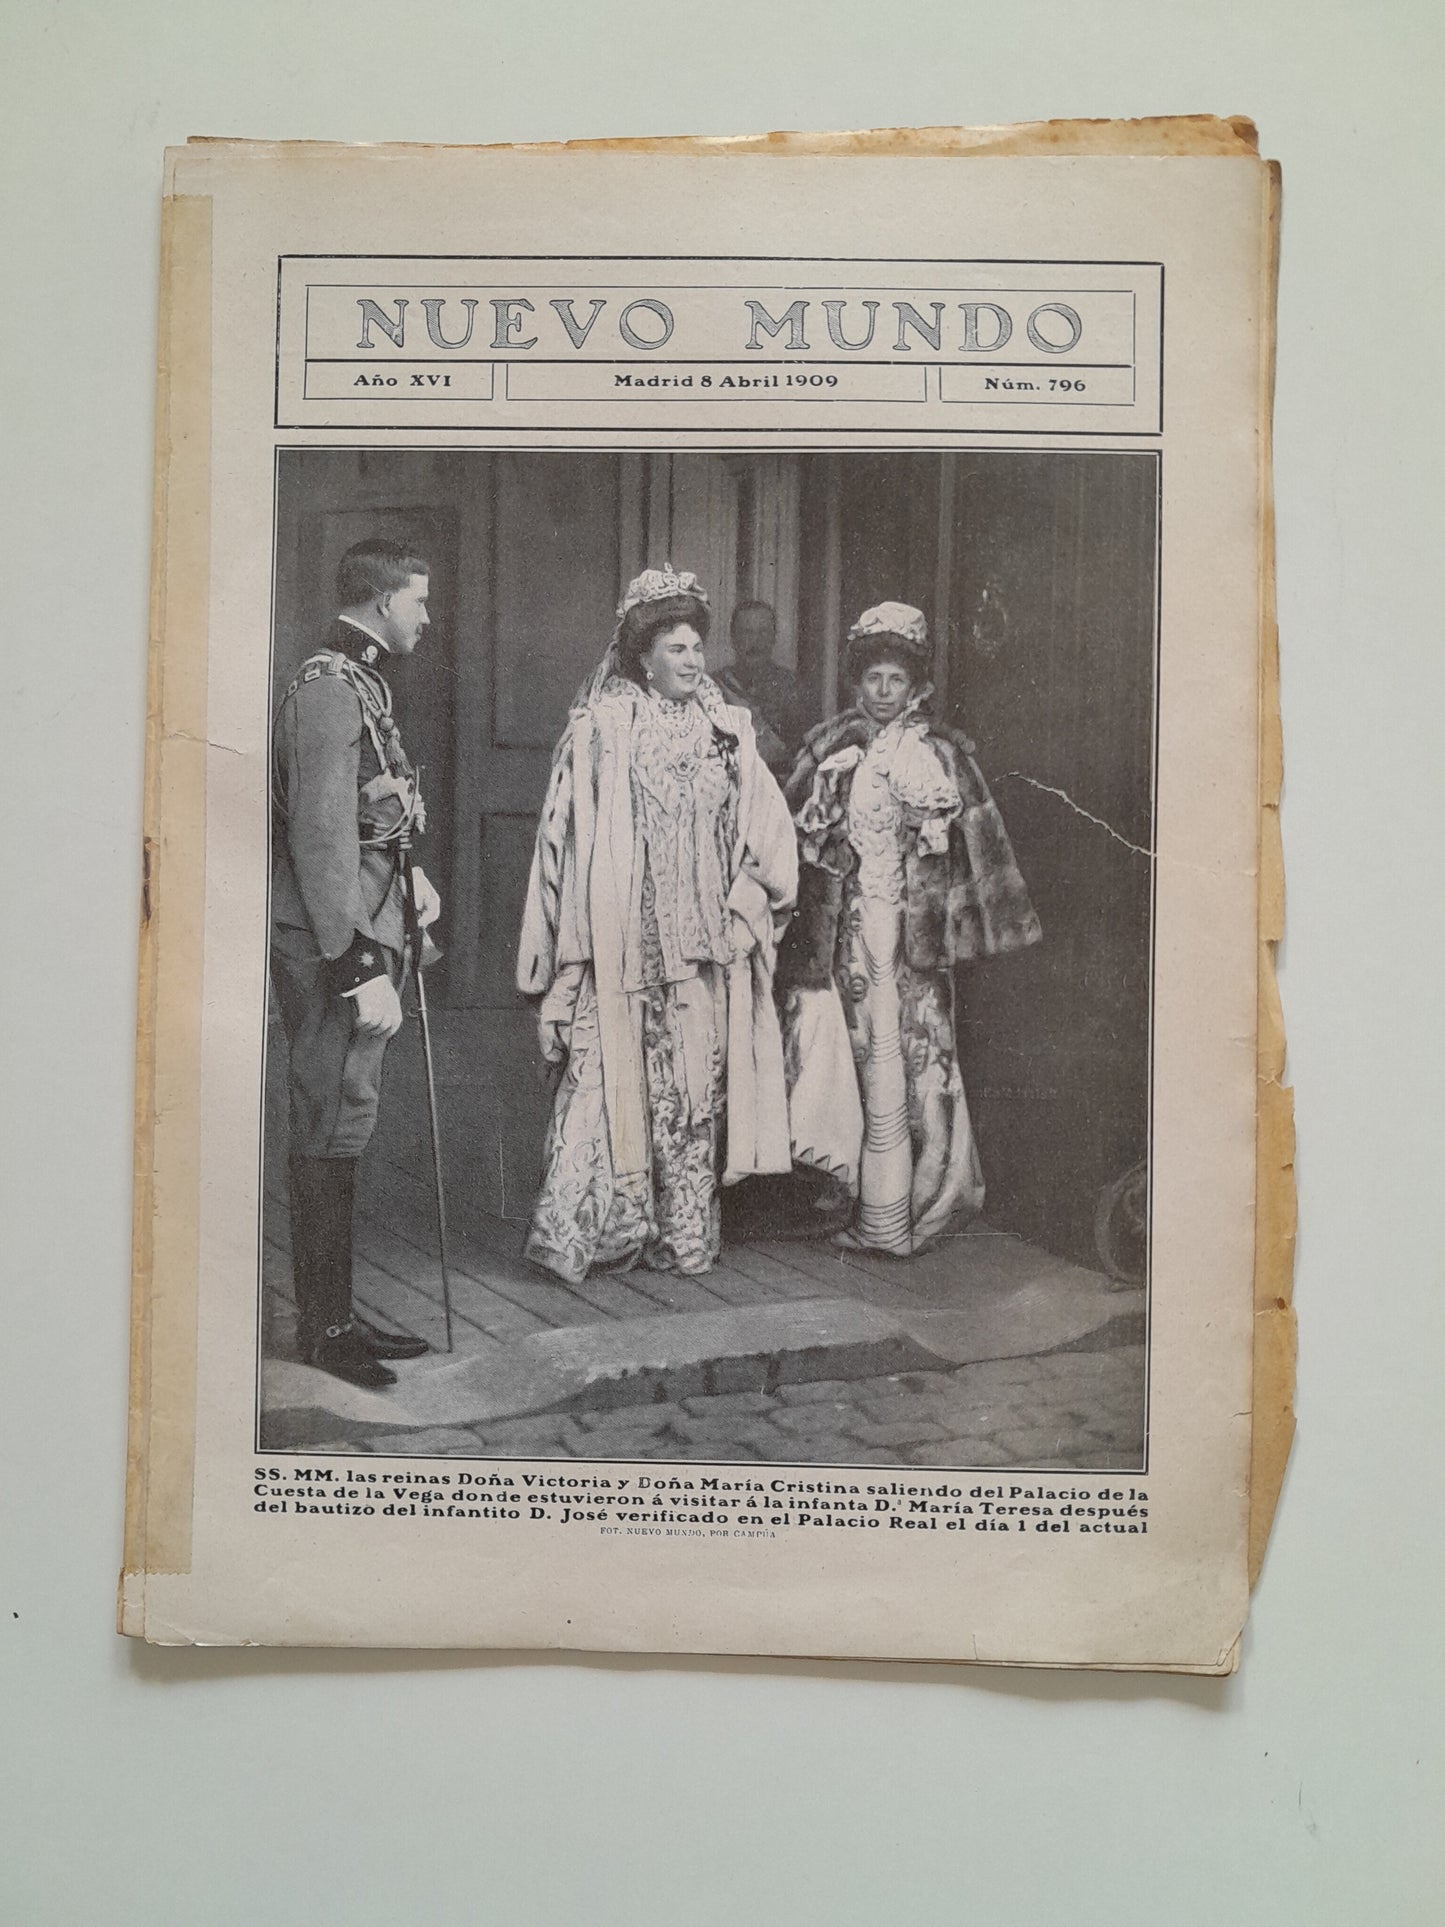 NUEVO MUNDO
Año XVI
Madrid 8 Abril 1909
Núm. 796
SS. MM. las reinas Doña Victoria y Doña María Cristina saliendo del Palacio de la
Cuesta de la Vega donde estuvieron á visitar á la infanta D.ª María Teresa después
del bautizo del infantito D. José verificado en el Palacio Real el día 1 del actual
FOT. NUEVO MUNDO, POR CAMPÚA